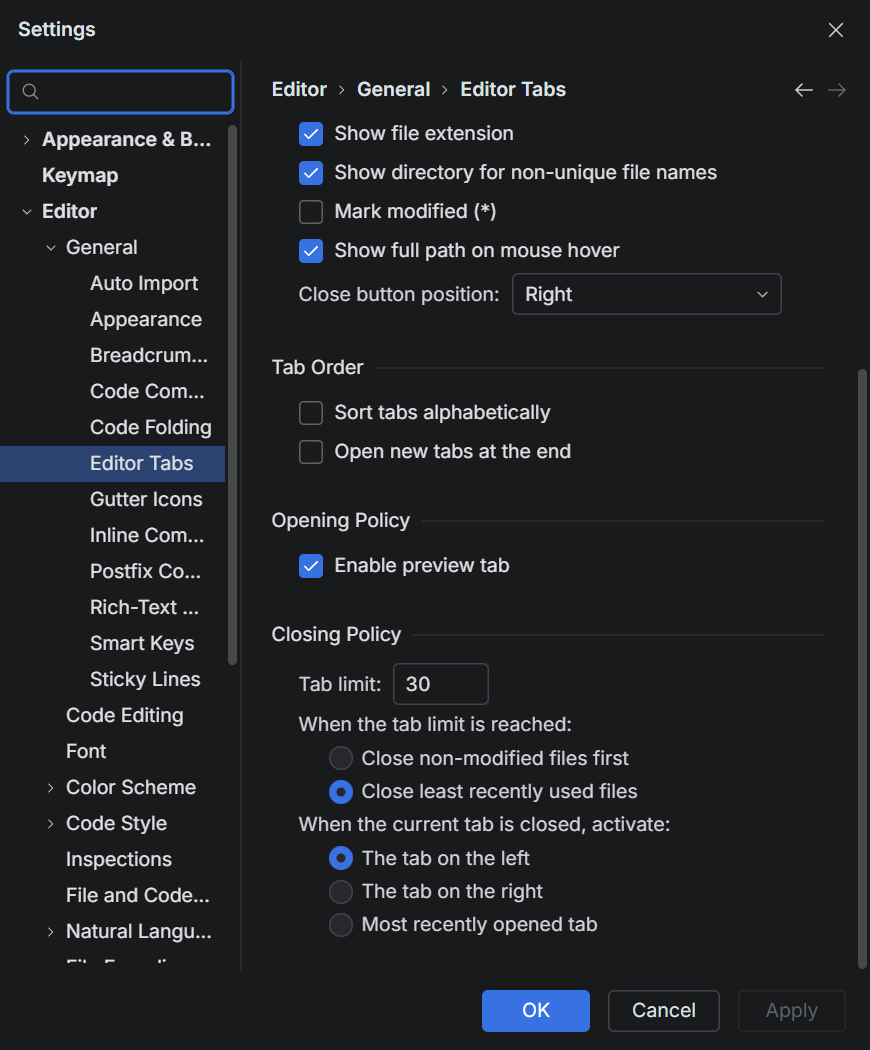 Settings
Appearance & B...
Keymap
Editor
General
Auto Import
Appearance
Breadcrum...
Code Com...
Code Folding
Editor Tabs
Gutter Icons
Inline Com...
Postfix Co...
Rich-Text ...
Smart Keys
Sticky Lines
Code Editing
Font
Color Scheme
Code Style
Inspections
File and Code...
Natural Langu...
Editor › General › Editor Tabs
Show file extension
Show directory for non-unique file names
Mark modified (*)
Show full path on mouse hover
Close button position: Right
Tab Order
Sort tabs alphabetically
Open new tabs at the end
Opening Policy
Enable preview tab
Closing Policy
Tab limit: 30
When the tab limit is reached:
Close non-modified files first
Close least recently used files
When the current tab is closed, activate:
The tab on the left
The tab on the right
Most recently opened tab
OK Cancel Apply